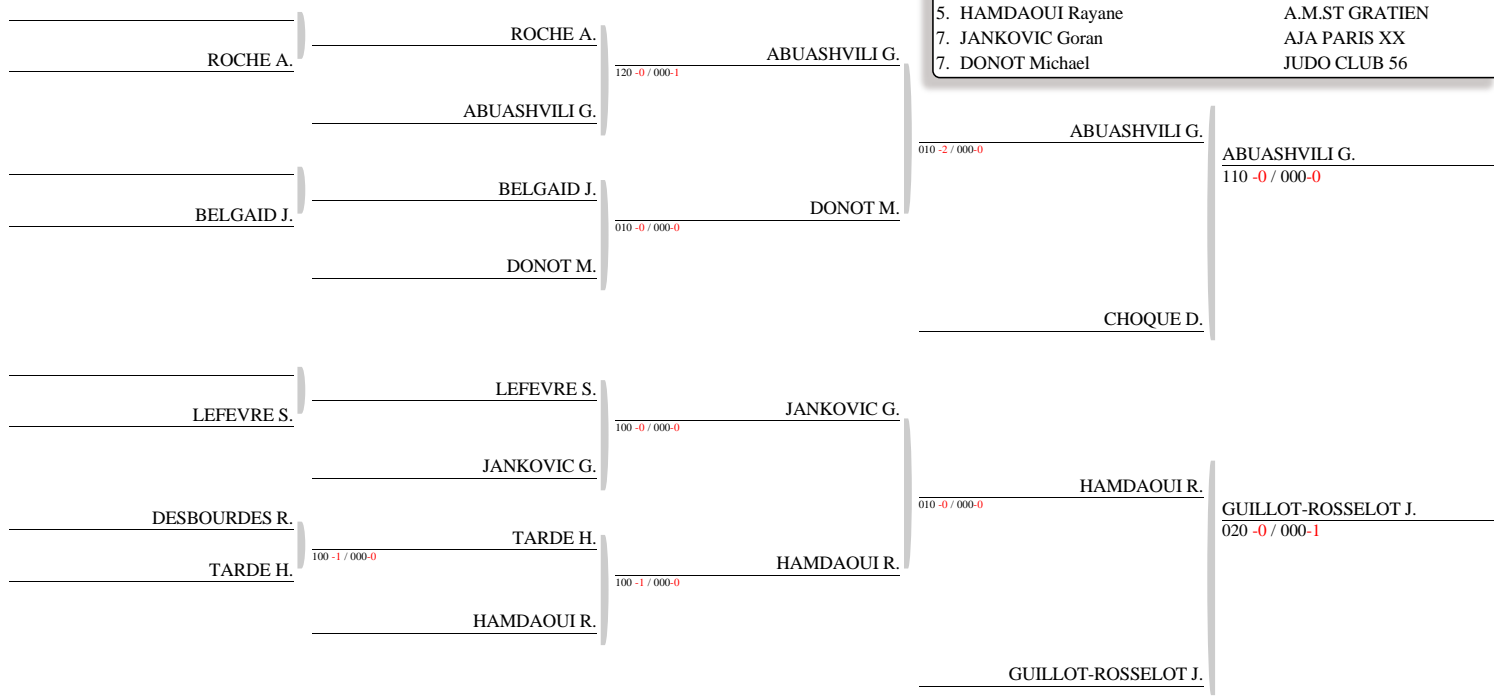 5. HAMDAOUI Rayane A.M.ST GRATIEN
7. JANKOVIC Goran AJA PARIS XX
7. DONOT Michael JUDO CLUB 56
ROCHE A.
BELGAID J.
LEFEVRE S.
DESBOURDES R.
TARDE H.
ROCHE A.
ABUASHVILI G.
BELGAID J.
DONOT M.
LEFEVRE S.
JANKOVIC G.
TARDE H.
100 -1 / 000-0
HAMDAOUI R.
ABUASHVILI G.
120 -0 / 000-1
DONOT M.
010 -0 / 000-0
JANKOVIC G.
100 -0 / 000-0
HAMDAOUI R.
100 -1 / 000-0
ABUASHVILI G.
010 -2 / 000-0
CHOQUE D.
HAMDAOUI R.
010 -0 / 000-0
GUILLOT-ROSSELOT J.
ABUASHVILI G.
110 -0 / 000-0
GUILLOT-ROSSELOT J.
020 -0 / 000-1